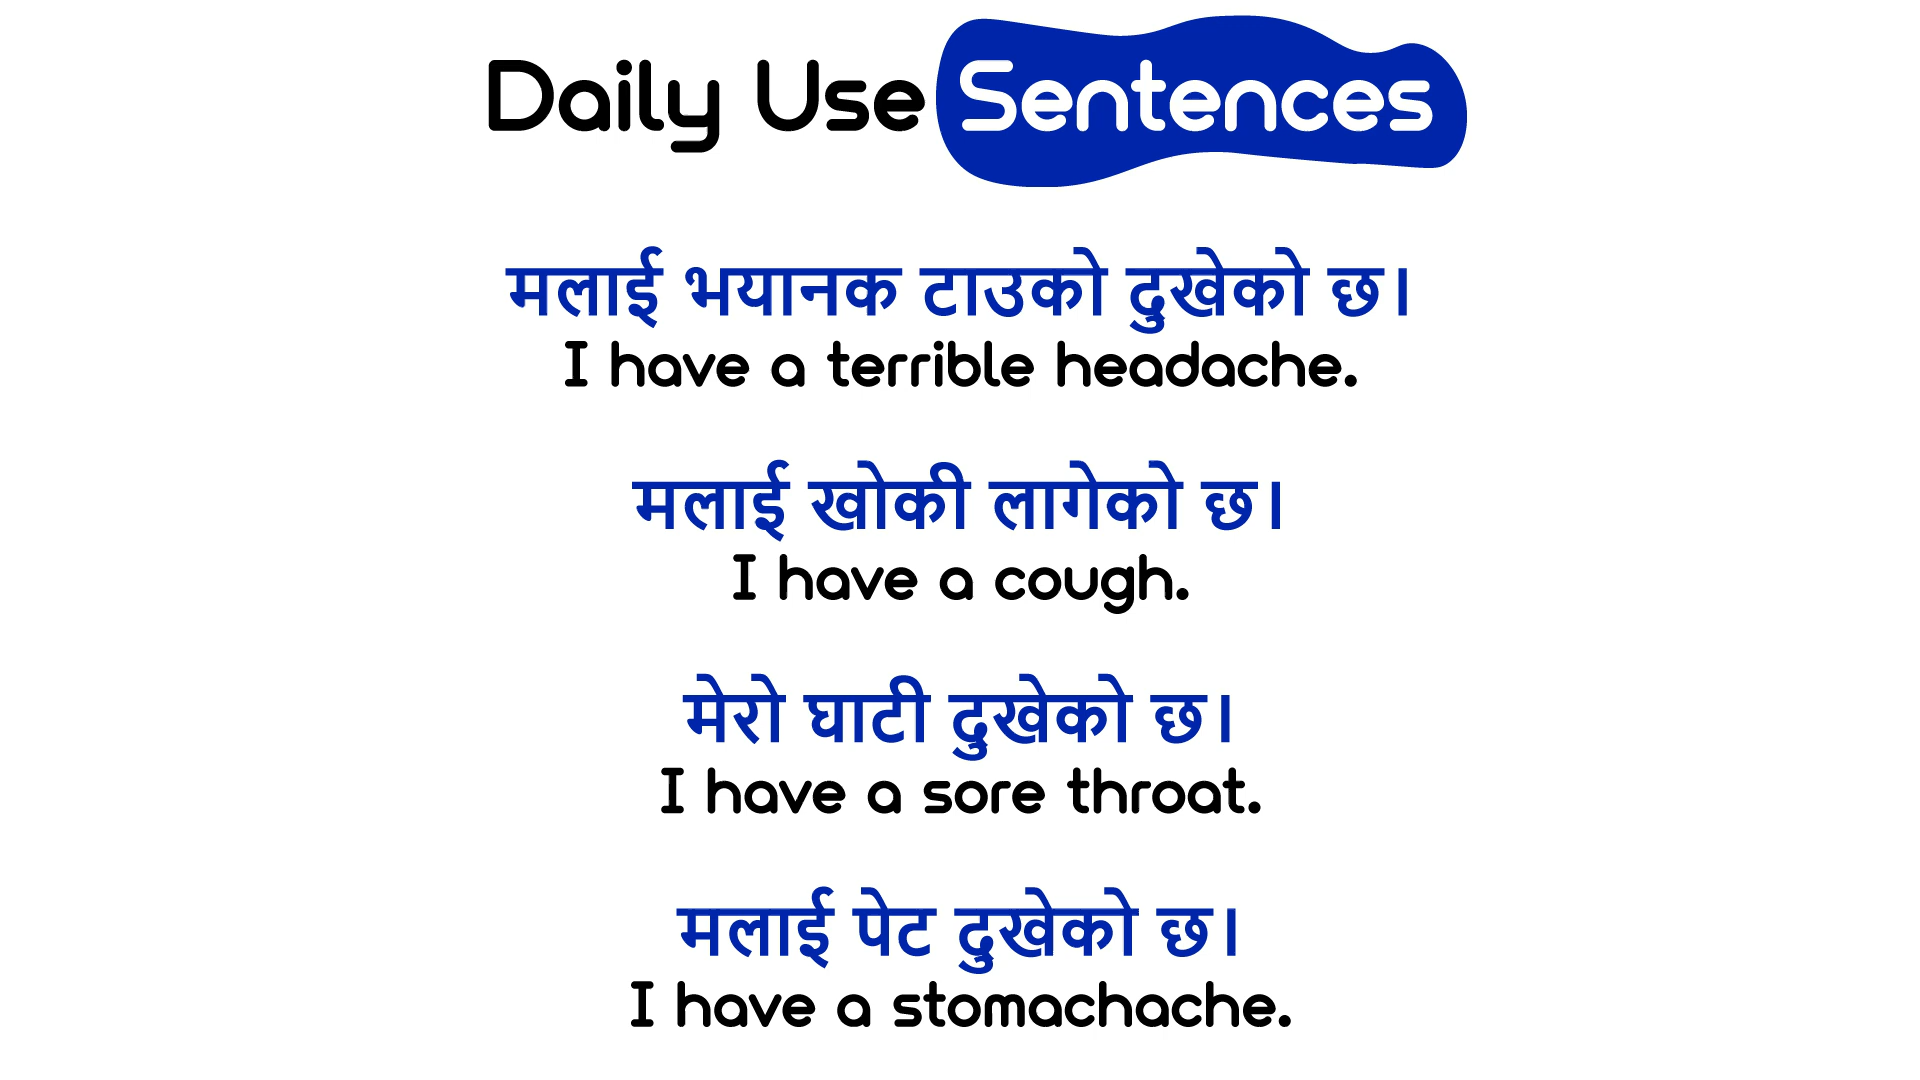 Daily Use Sentences
मलाई भयानक टाउको दुखेको छ।
I have a terrible headache.
मलाई खोकी लागेको छ।
I have a cough.
मेरो घाटी दुखेको छ।
I have a sore throat.
मलाई पेट दुखेको छ।
I have a stomachache.